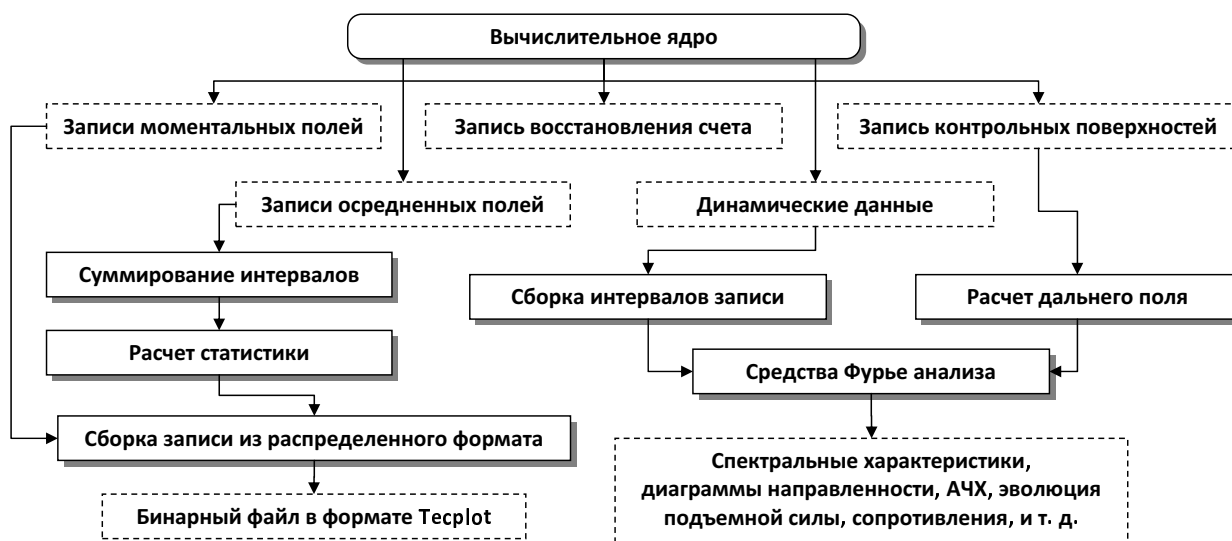 Вычислительное ядро
Записи моментальных полей
Запись восстановления счета
Запись контрольных поверхностей
Записи осредненных полей
Динамические данные
Суммирование интервалов
Сборка интервалов записи
Расчет дальнего поля
Расчет статистики
Средства Фурье анализа
Сборка записи из распределенного формата
Спектральные характеристики,
диаграммы направленности, АЧХ, эволюция
подъемной силы, сопротивления, и т. д.
Бинарный файл в формате Tecplot